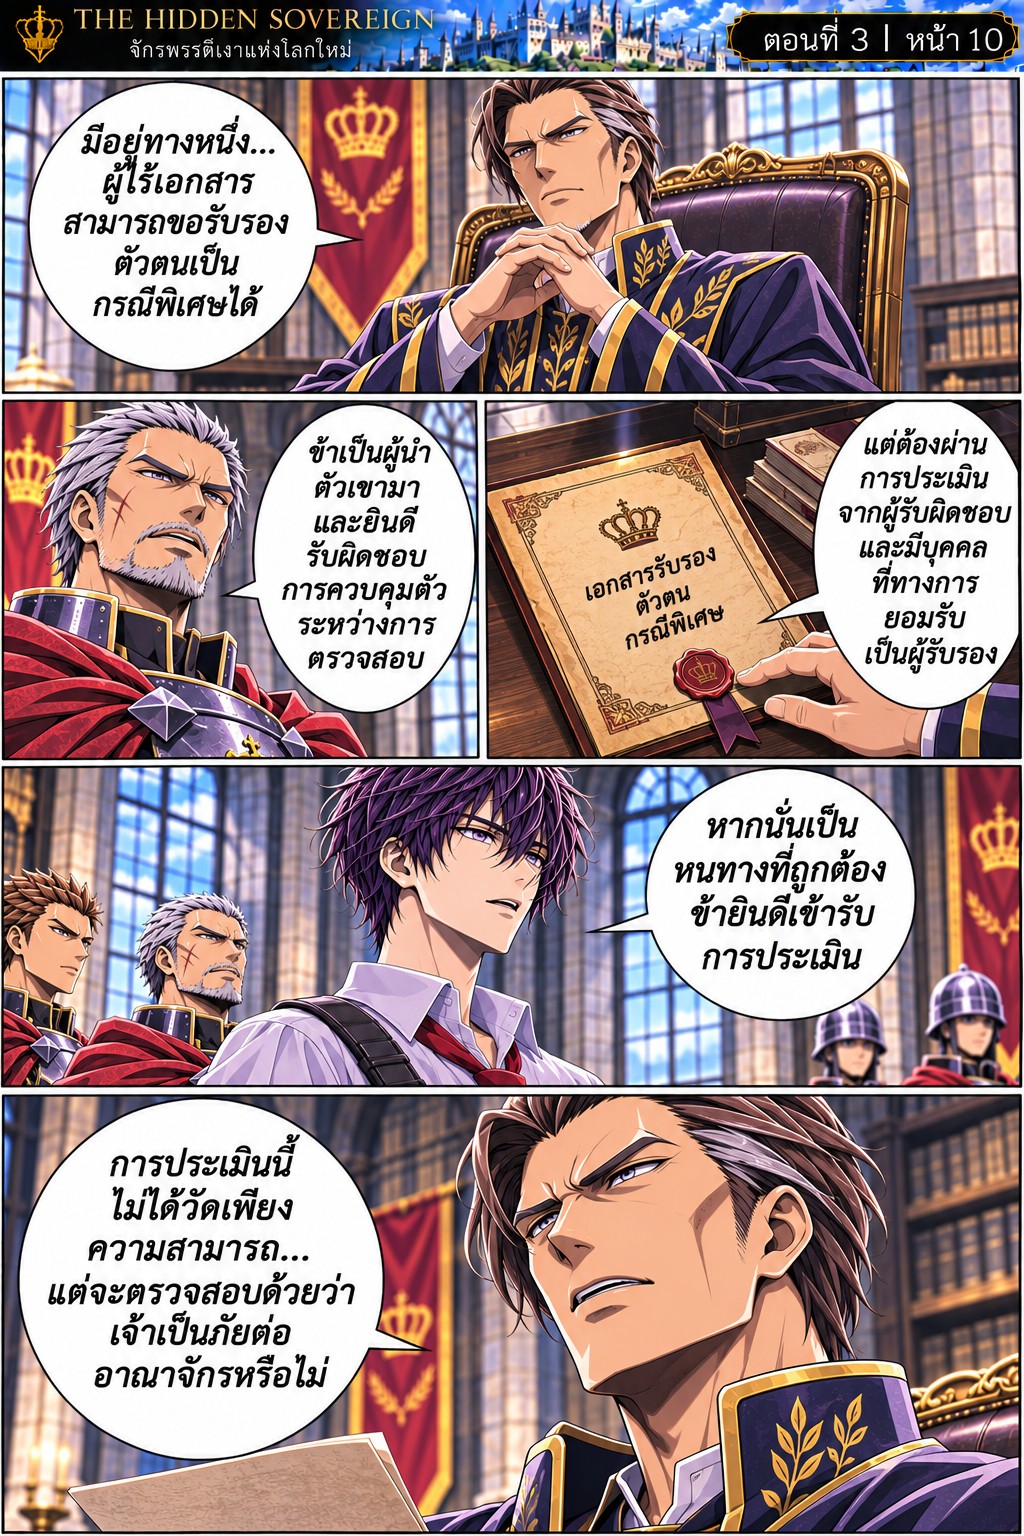 THE HIDDEN SOVEREIGN
จักรพรรดิเงาแห่งโลกใหม่
ตอนที่ 3 | หน้า 10
มีอยู่ทางหนึ่ง...
ผู้ไร้เอกสาร
สามารถขอรับรอง
ตัวตนเป็น
กรณีพิเศษได้
ข้าเป็นผู้นำ
ตัวเขามา
และยินดี
รับผิดชอบ
การควบคุมตัว
ระหว่างการ
ตรวจสอบ
เอกสารรับรอง
ตัวตน
กรณีพิเศษ
แต่ต้องผ่าน
การประเมิน
จากผู้รับผิดชอบ
และมีบุคคล
ที่ทางการ
ยอมรับ
เป็นผู้รับรอง
หากนั่นเป็น
หนทางที่ถูกต้อง
ข้ายินดีเข้ารับ
การประเมิน
การประเมินนี้
ไม่ได้วัดเพียง
ความสามารถ...
แต่จะตรวจสอบด้วยว่า
เจ้าเป็นภัยต่อ
อาณาจักรหรือไม่